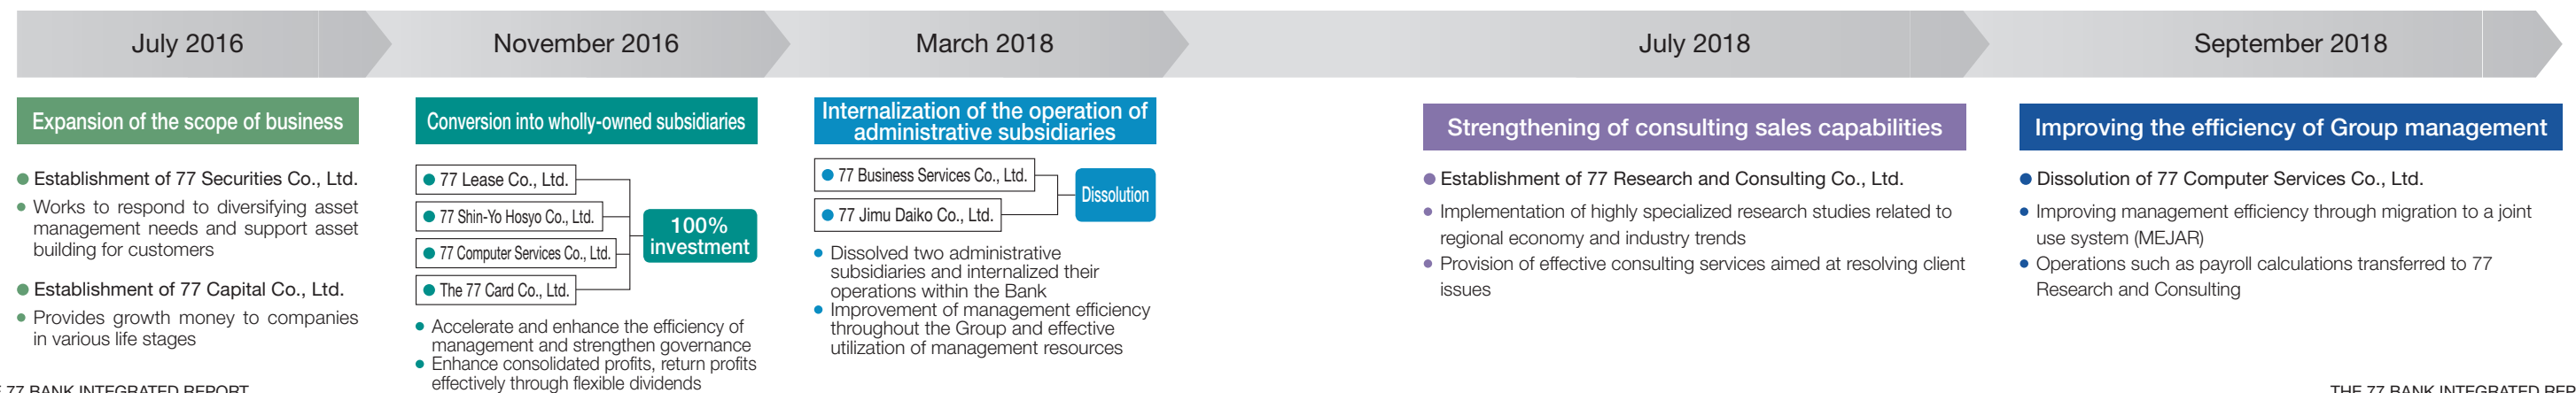 July 2016
November 2016
March 2018
July 2018
September 2018
Expansion of the scope of business
● Establishment of 77 Securities Co., Ltd.
● Works to respond to diversifying asset
management needs and support asset
building for customers
● Establishment of 77 Capital Co., Ltd.
● Provides growth money to companies
in various life stages
Conversion into wholly-owned subsidiaries
● 77 Lease Co., Ltd.
● 77 Shin-Yo Hosyo Co., Ltd.
● 77 Computer Services Co., Ltd.
● The 77 Card Co., Ltd.
100%
investment
● Accelerate and enhance the efficiency of
management and strengthen governance
● Enhance consolidated profits, return profits
effectively through flexible dividends
Internalization of the operation of
administrative subsidiaries
● 77 Business Services Co., Ltd.
● 77 Jimu Daiko Co., Ltd.
Dissolution
● Dissolved two administrative
subsidiaries and internalized their
operations within the Bank
● Improvement of management efficiency
throughout the Group and effective
utilization of management resources
Strengthening of consulting sales capabilities
● Establishment of 77 Research and Consulting Co., Ltd.
● Implementation of highly specialized research studies related to
regional economy and industry trends
● Provision of effective consulting services aimed at resolving client
issues
Improving the efficiency of Group management
● Dissolution of 77 Computer Services Co., Ltd.
● Improving management efficiency through migration to a joint
use system (MEJAR)
● Operations such as payroll calculations transferred to 77
Research and Consulting
77 BANK INTEGRATED REPORT
THE 77 BANK INTEGRATED